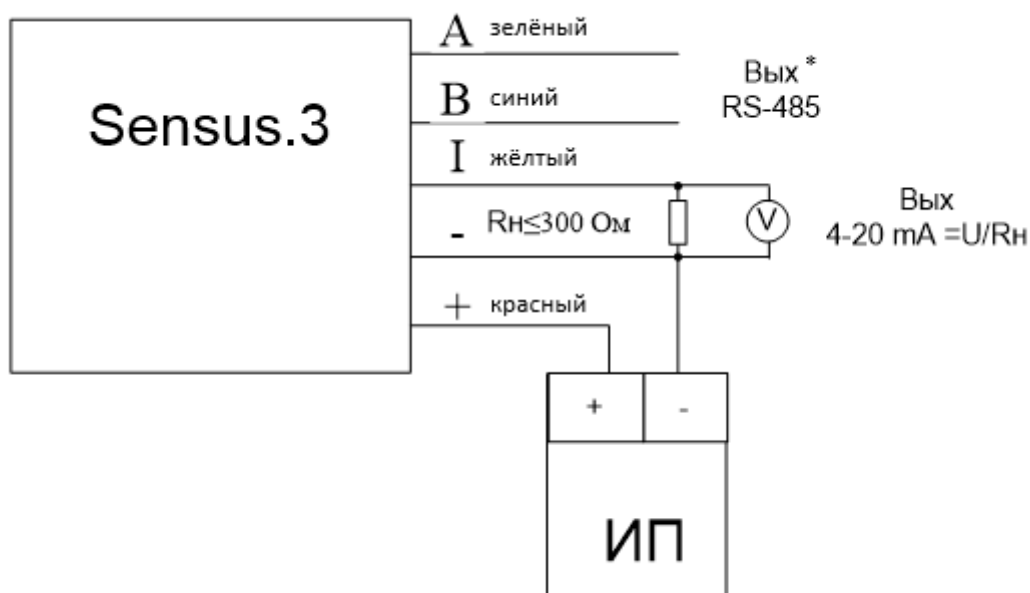 A зелёный
Вых *
RS-485
B синий
Sensus.3
I жёлтый
- Rн≤300 Ом
V
Вых
4-20 mA =U/Rн
+ красный
+ -
ИП